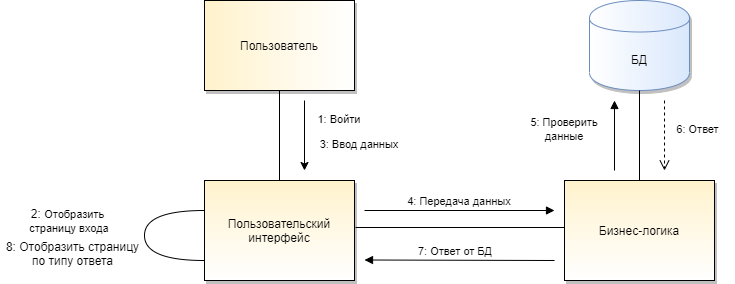 Пользователь
БД
1: Войти
3: Ввод данных
5: Проверить
данные
6: Ответ
2: Отобразить
страницу входа
8: Отобразить страницу
по типу ответа
Пользовательский
интерфейс
4: Передача данных
7: Ответ от БД
Бизнес-логика